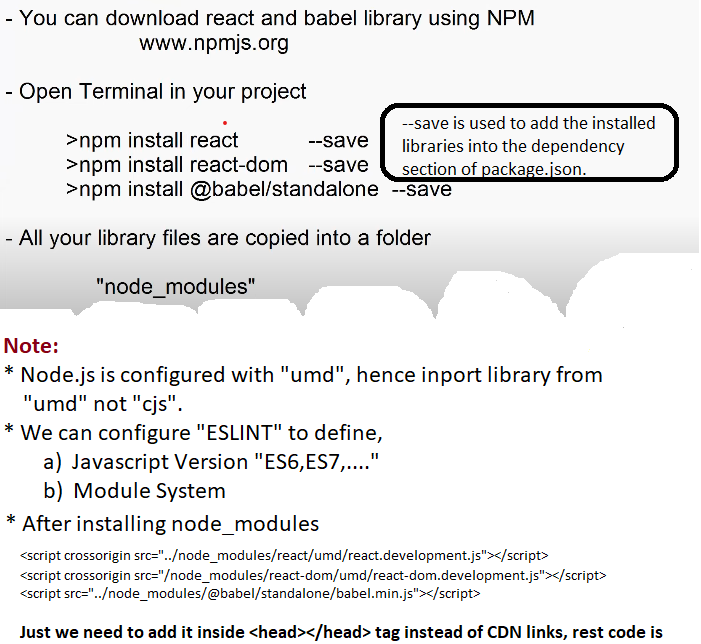 - You can download react and babel library using NPM
www.npmjs.org
- Open Terminal in your project
>npm install react --save
>npm install react-dom --save
>npm install @babel/standalone --save
--save is used to add the installed
libraries into the dependency
section of package.json.
- All your library files are copied into a folder
"node_modules"
Note:
* Node.js is configured with "umd", hence inport library from
"umd" not "cjs".
* We can configure "ESLINT" to define,
a) Javascript Version "ES6,ES7,...."
b) Module System
* After installing node_modules
<script crossorigin src="../node_modules/react/umd/react.development.js"></script>
<script crossorigin src="/node_modules/react-dom/umd/react-dom.development.js"></script>
<script src="../node_modules/@babel/standalone/babel.min.js"></script>
Just we need to add it inside <head></head> tag instead of CDN links, rest code is